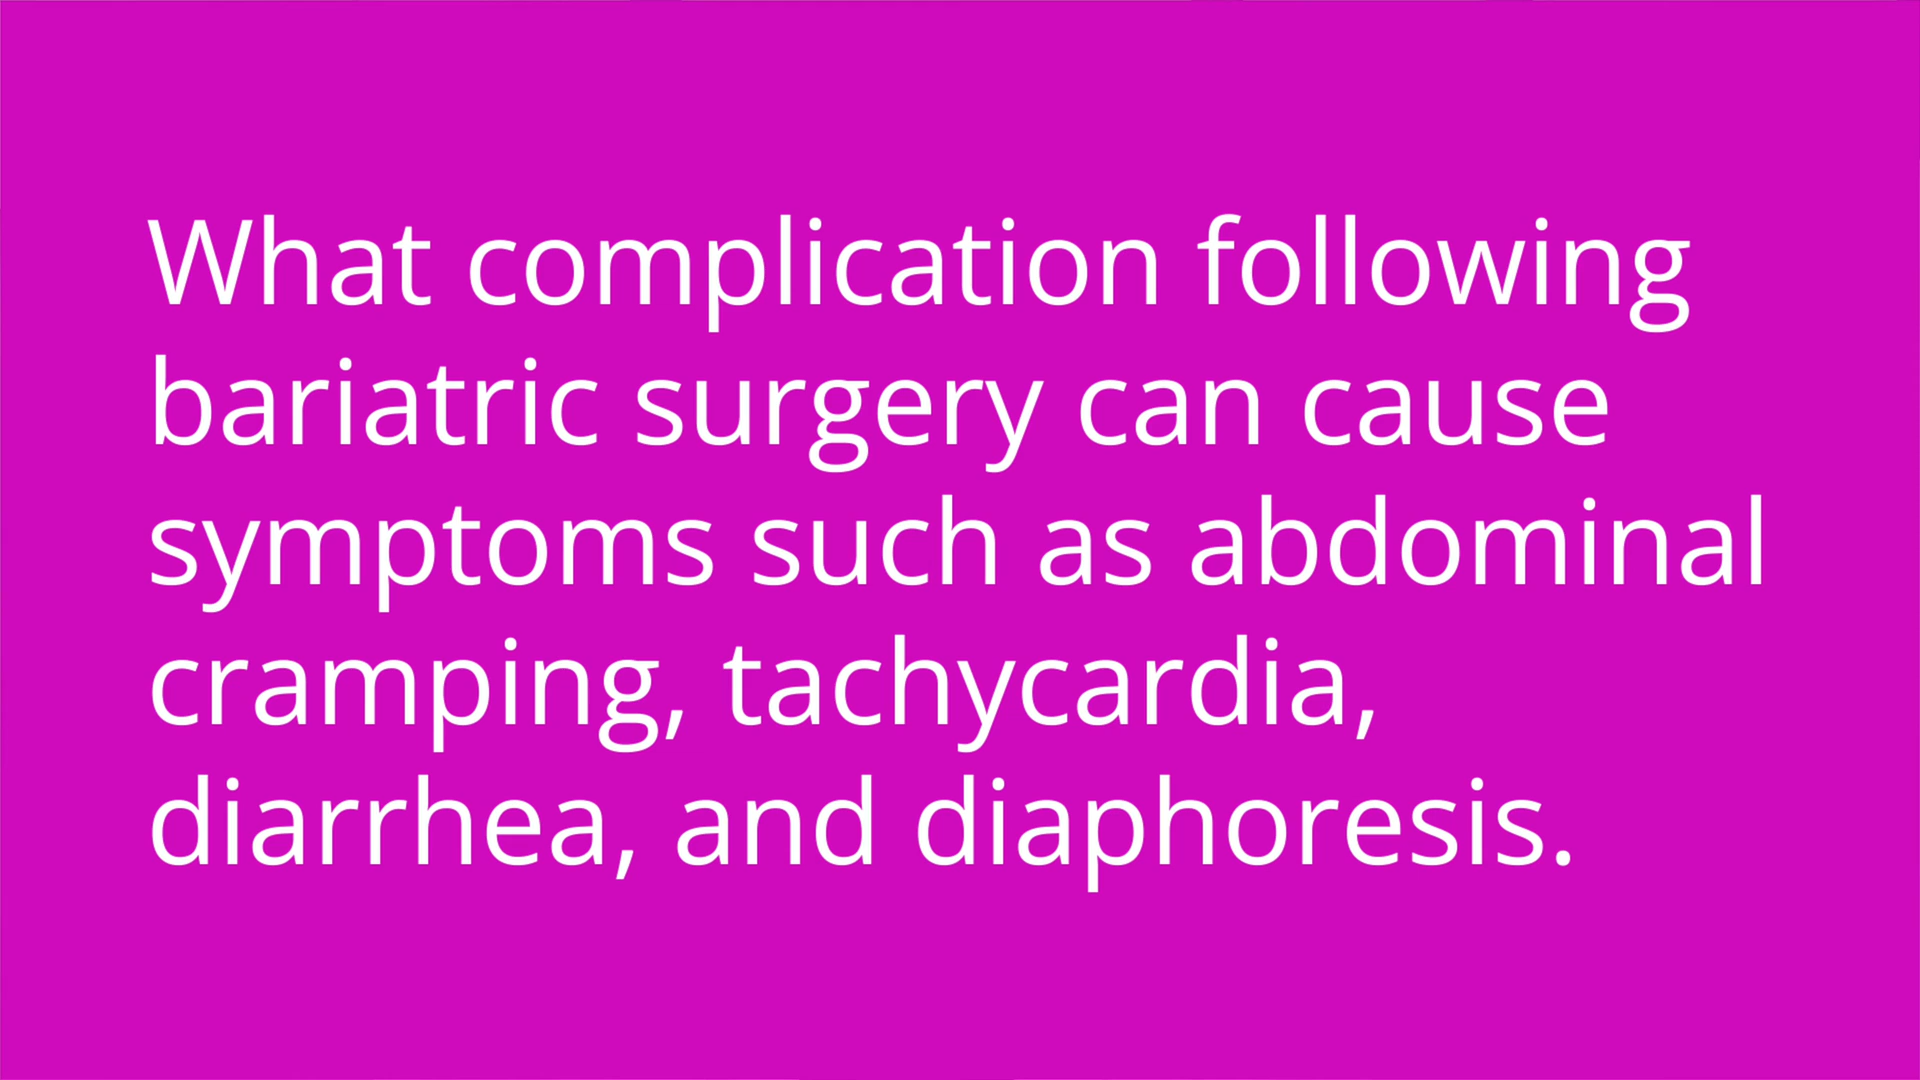 What complication following
bariatric surgery can cause
symptoms such as abdominal
cramping, tachycardia,
diarrhea, and diaphoresis.